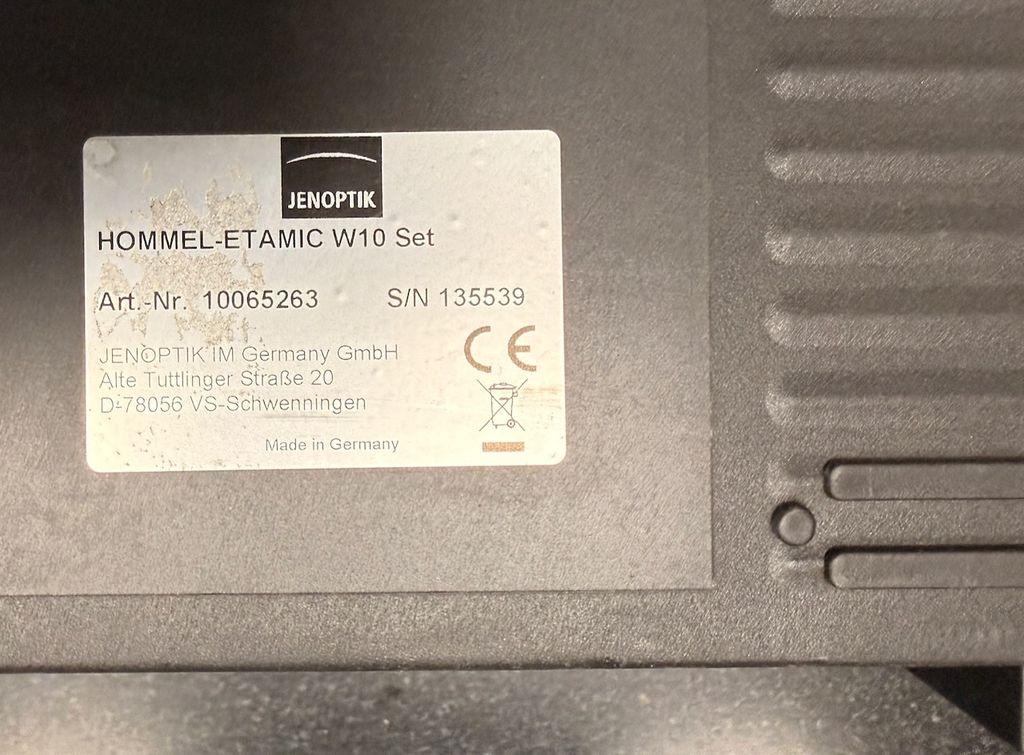 JENOPTIK
HOMMEL-ETAMIC W10 Set
Art.-Nr. 10065263 S/N 135539
JENOPTIK IM Germany GmbH
Alte Tuttlinger Straße 20
D-78056 VS-Schwenningen
Made in Germany
CE